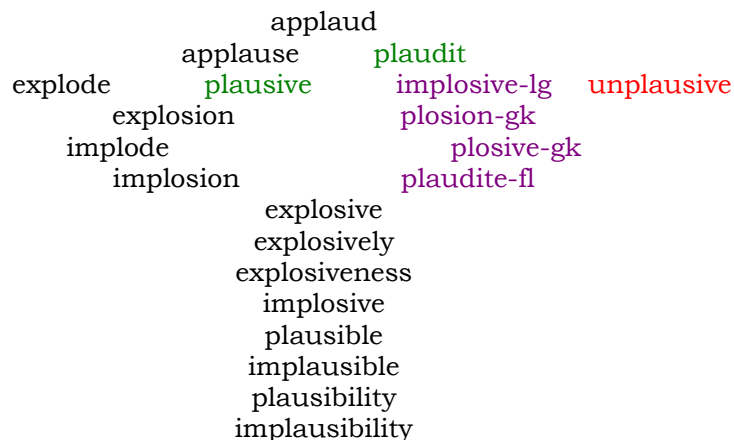 applaud
applause plaudit
explode plausive implosive-lg unplausive
explosion plosion-gk
implode plosive-gk
implosion plaudite-fl
explosive
explosively
explosiveness
implosive
plausible
implausible
plausibility
implausibility